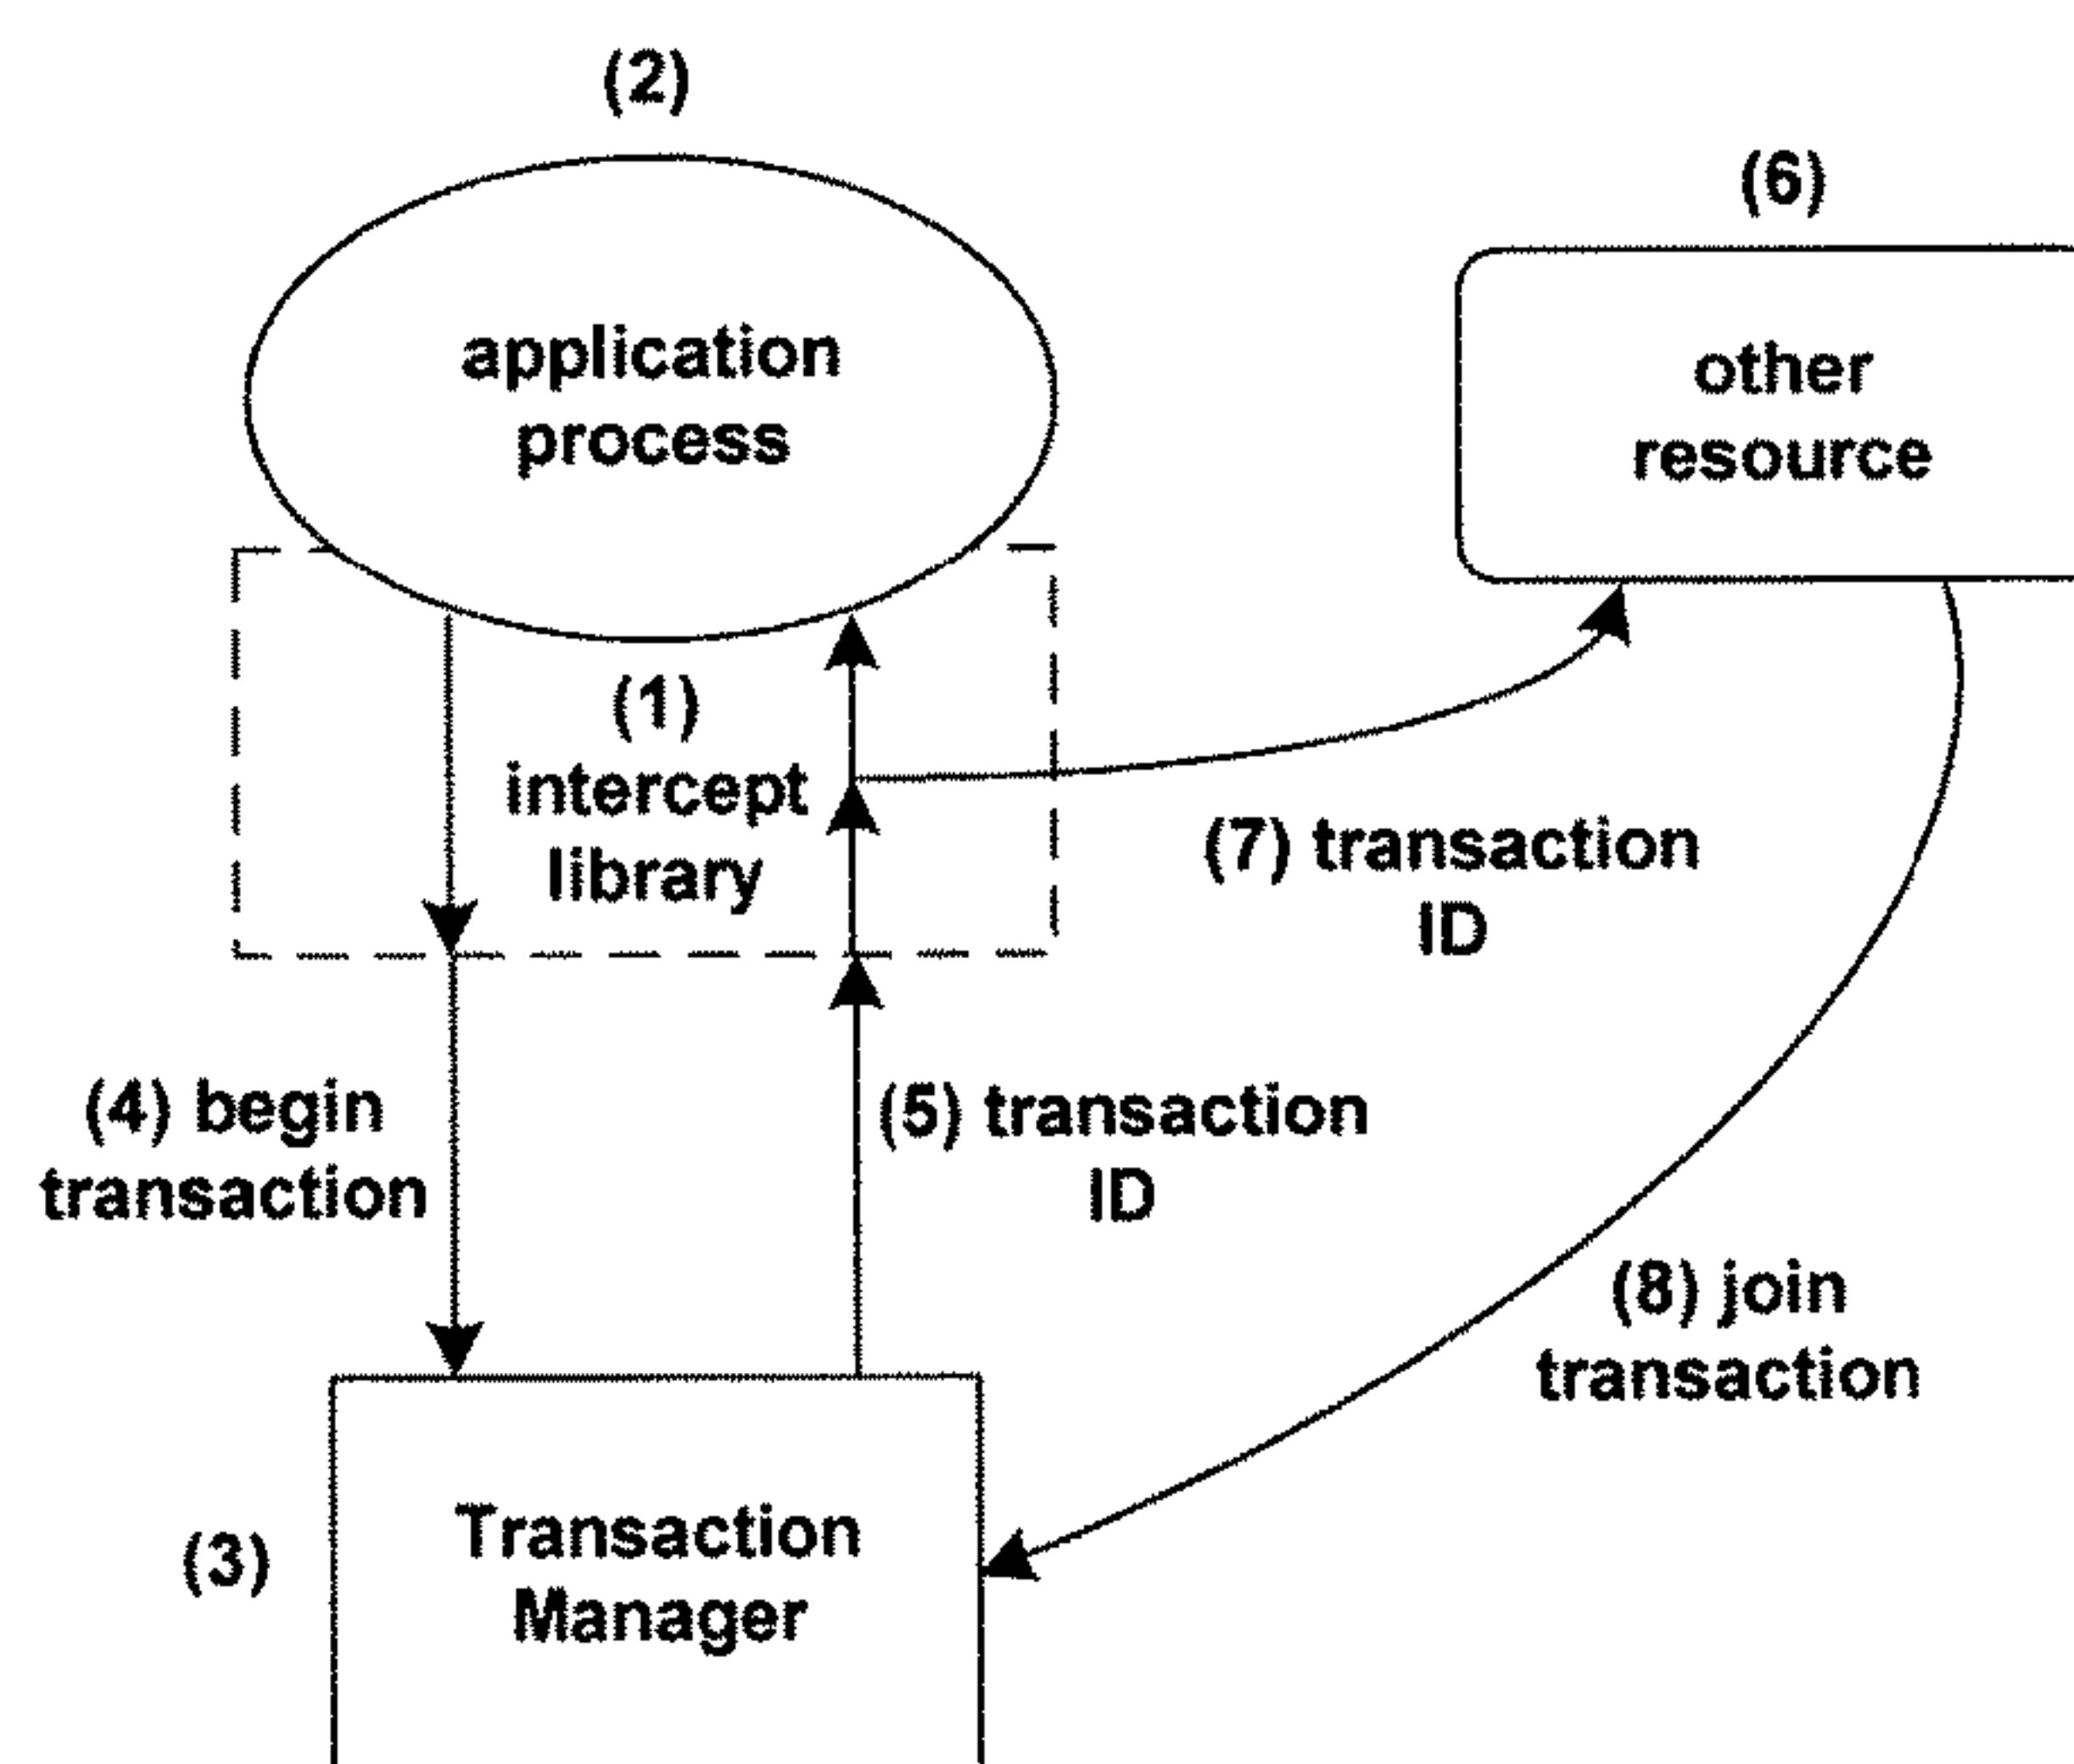 (2)
(6)
application
process
other
resource
(1)
intercept
library
(7) transaction
ID
(4) begin
transaction
(5) transaction
ID
(8) join
transaction
(3)
Transaction
Manager